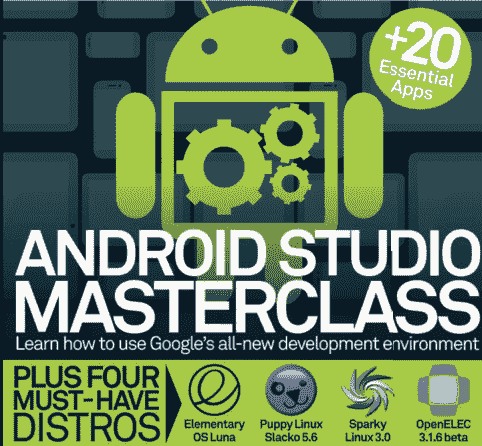 +20
Essential
Apps
ANDROID STUDIO
MASTERCLASS
Learn how to use Google's all-new development environment
PLUS FOUR
MUST-HAVE
DISTROS
Elementary
OS Luna
Puppy Linux
Slacko 5.6
Sparky
Linux 3.0
OpenELEC
3.1.6 beta